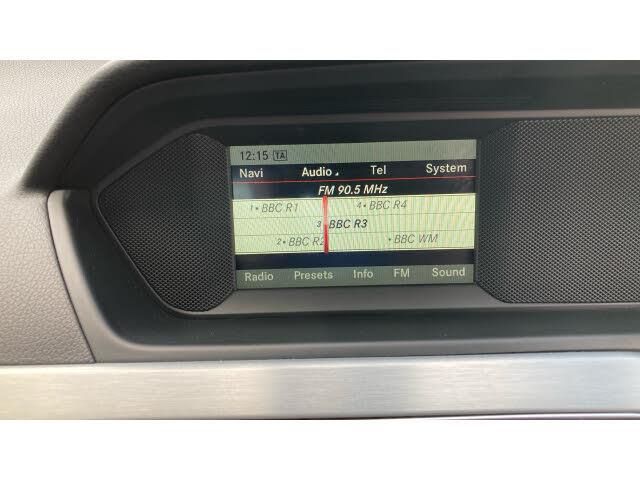 12:15 TA
Navi Audio Tel System
FM 90.5 MHz
1• BBC R1 4• BBC R4
3• BBC R3
2• BBC R2 • BBC WM
Radio Presets Info FM Sound